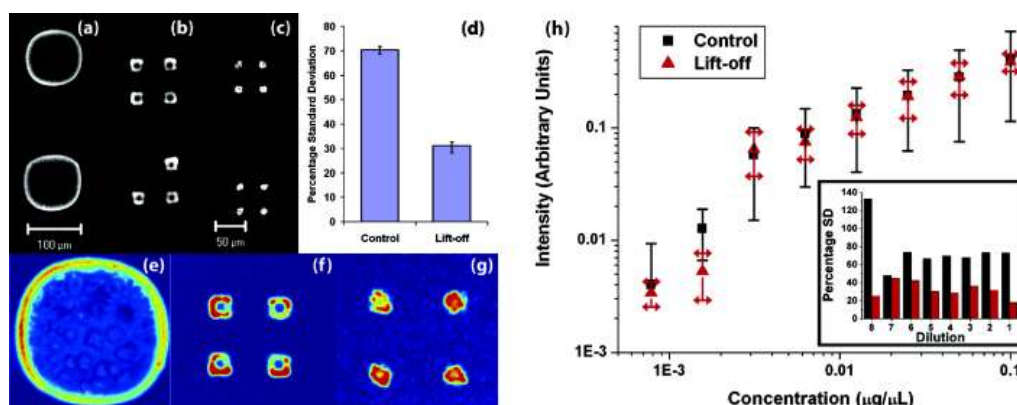 (a)
(b)
(c)
100 µm
50 µm
(d)
Percentage Standard Deviation
80
70
60
50
40
30
20
10
0
Control
Lift-off
(e)
(f)
(g)
(h)
Control
Lift-off
Intensity (Arbitrary Units)
0.1
0.01
1E-3
1E-3
0.01
0.1
Concentration (µg/µL)
Percentage SD
140
120
100
80
60
40
20
0
8 7 6 5 4 3 2 1
Dilution